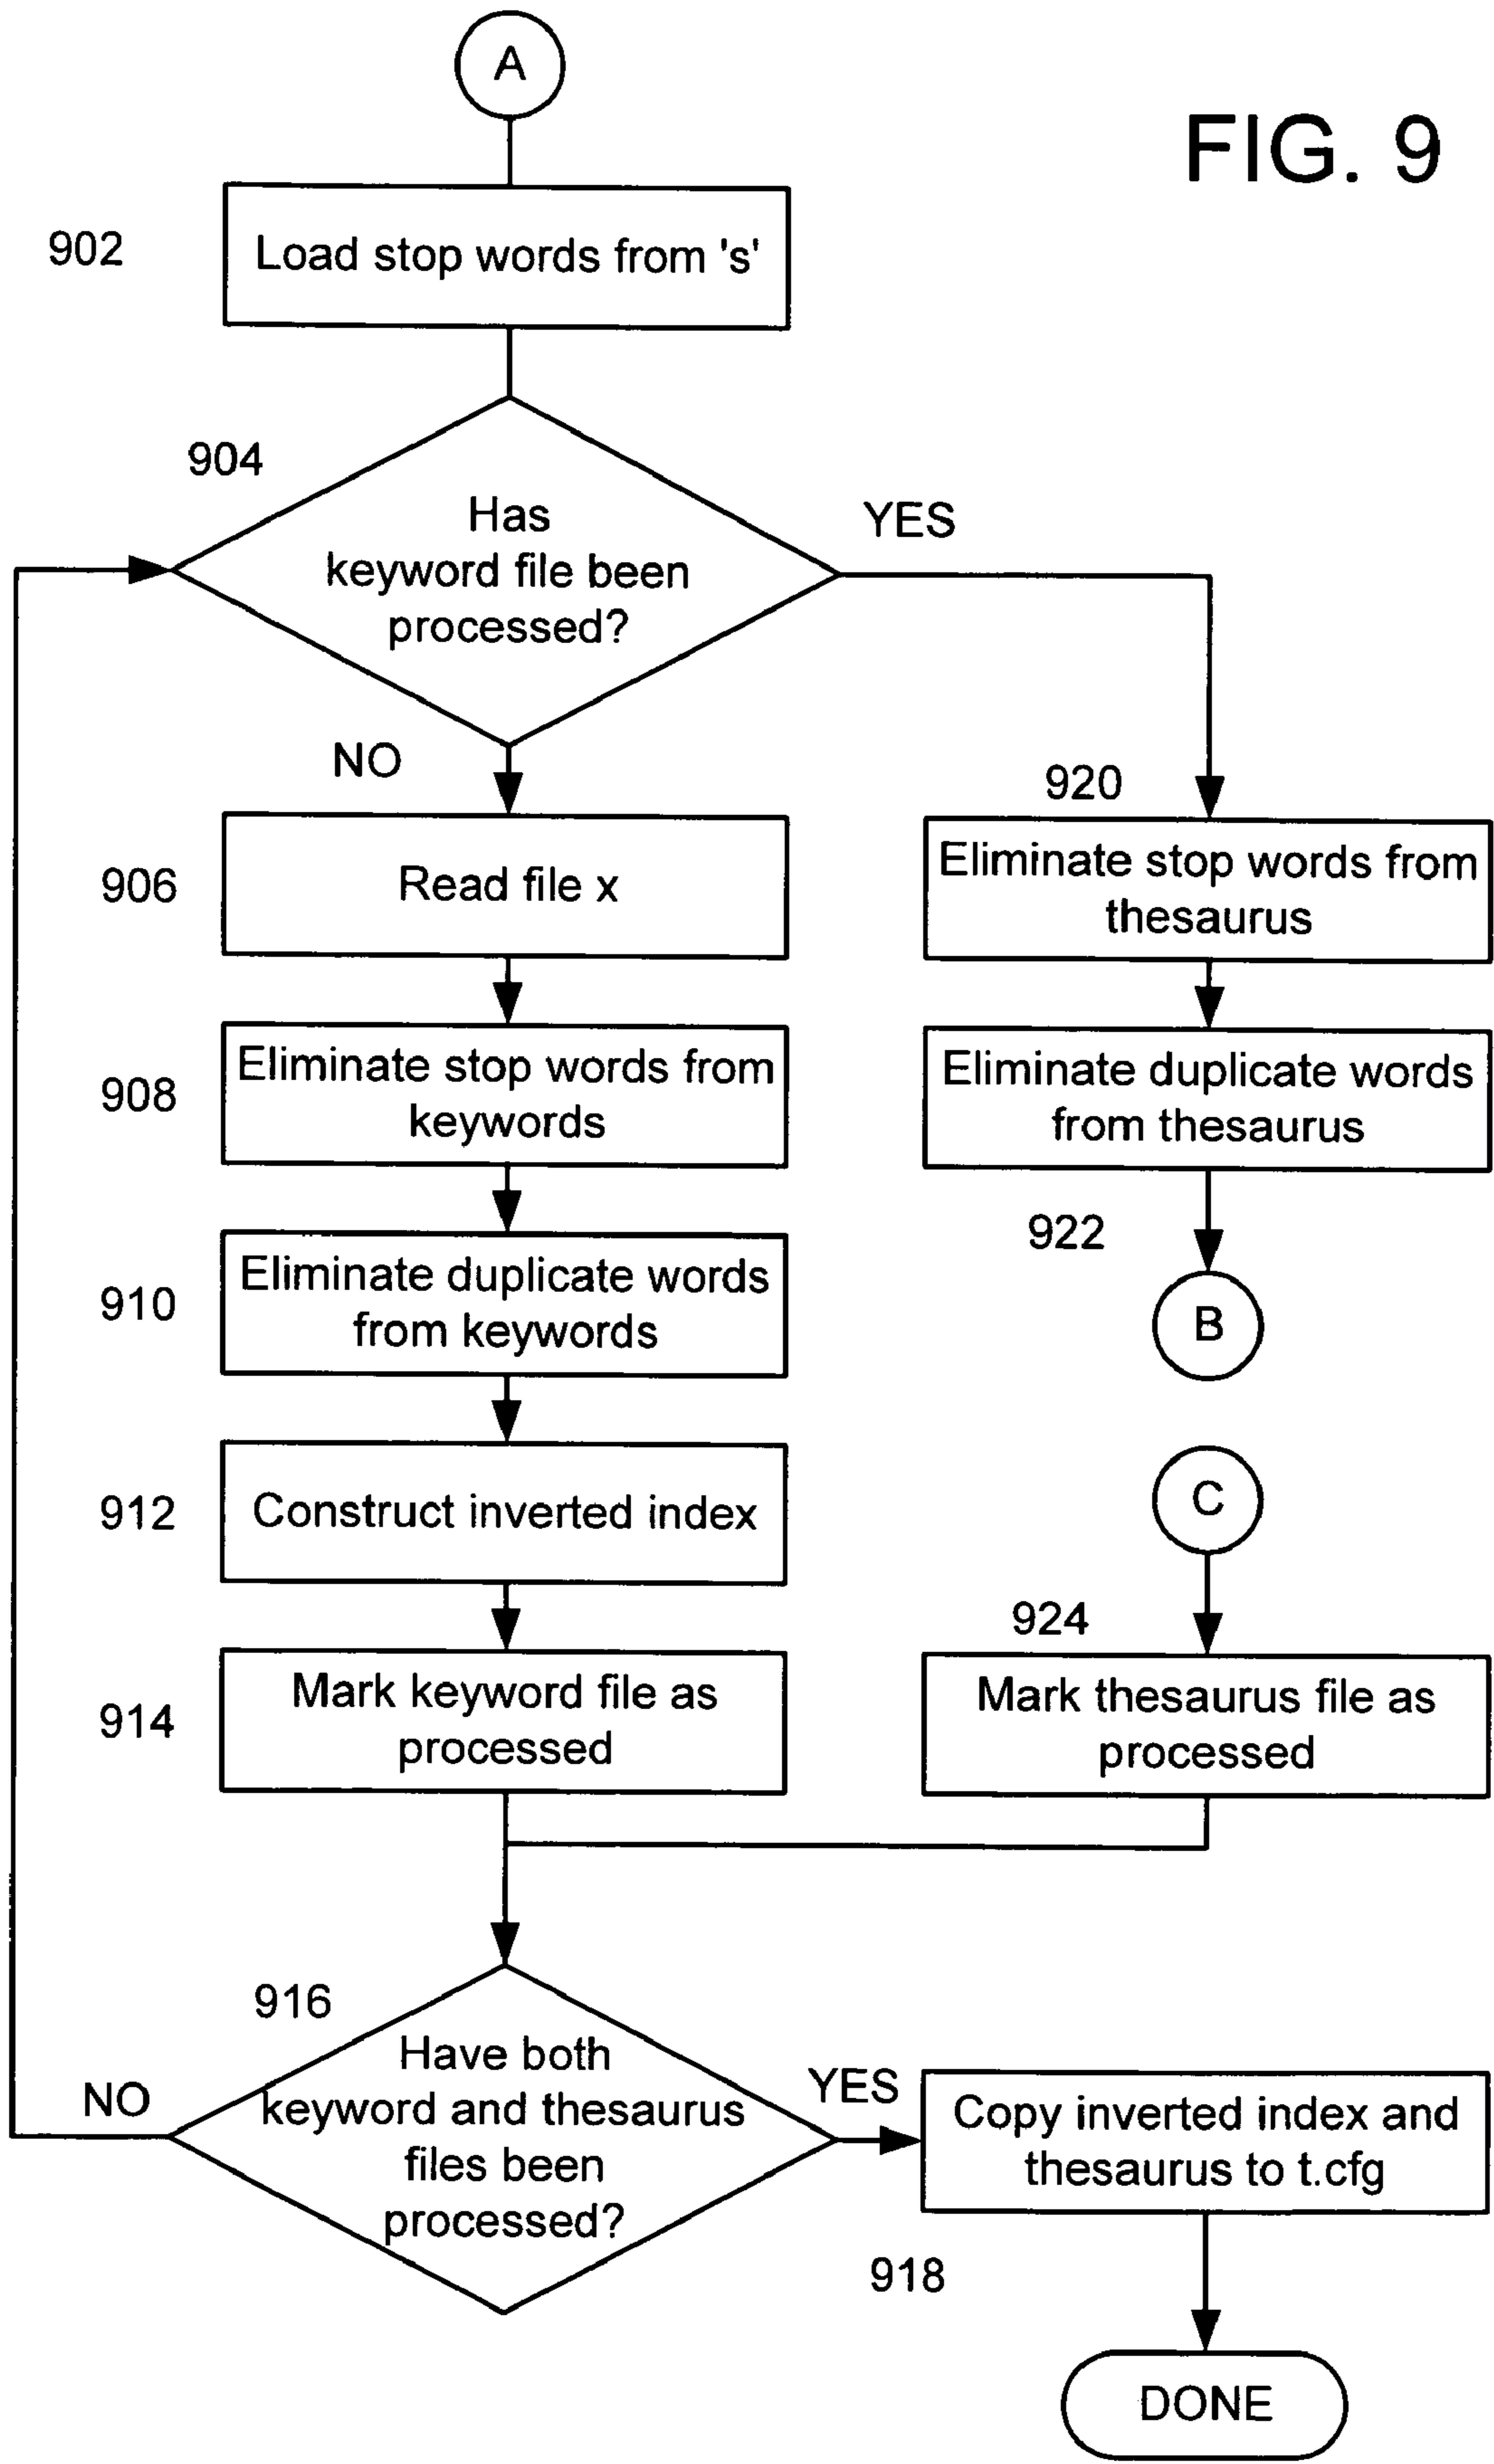 A
FIG. 9
902
Load stop words from 's'
904
Has
keyword file been
processed?
YES
NO
906
Read file x
920
Eliminate stop words from
thesaurus
908
Eliminate stop words from
keywords
Eliminate duplicate words
from thesaurus
922
910
Eliminate duplicate words
from keywords
B
912
Construct inverted index
C
924
914
Mark keyword file as
processed
Mark thesaurus file as
processed
916
Have both
keyword and thesaurus
files been
processed?
NO
YES
Copy inverted index and
thesaurus to t.cfg
918
DONE